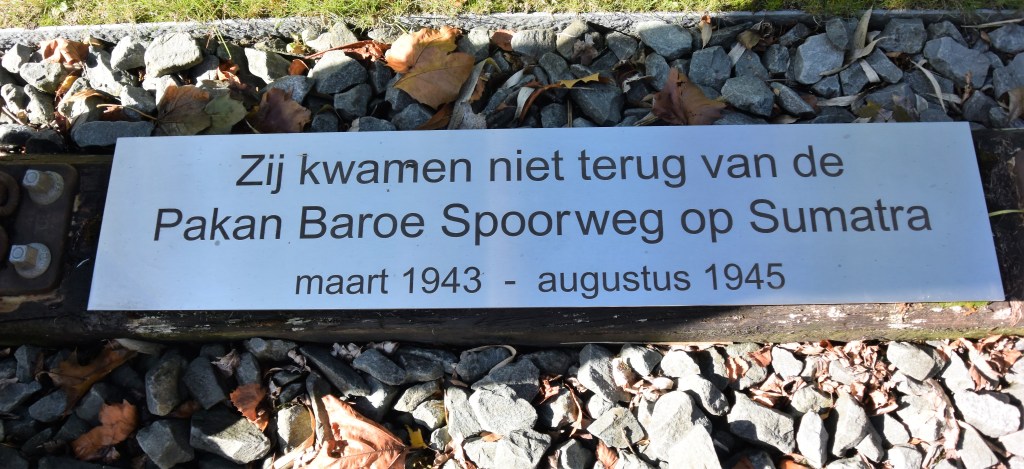 Zij kwamen niet terug van de
Pakan Baroe Spoorweg op Sumatra
maart 1943 - augustus 1945